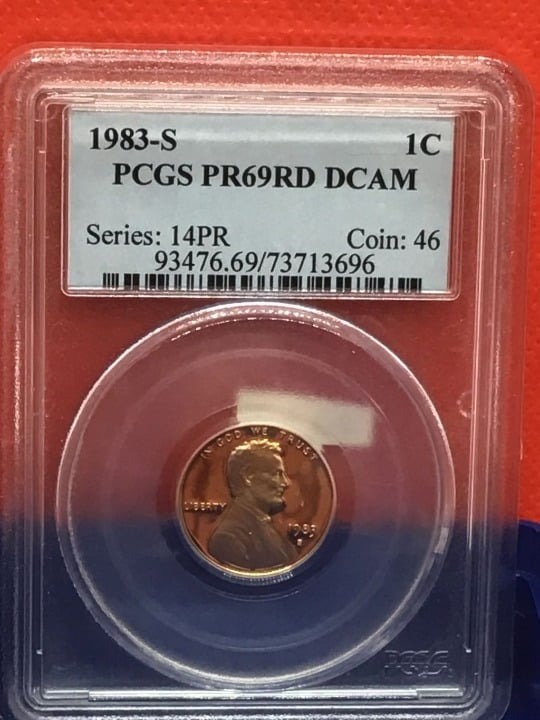 1983-S 1C
PCGS PR69RD DCAM
Series: 14PR Coin: 46
93476.69/73713696
IN GOD WE TRUST
LIBERTY
1983
S
PCGS